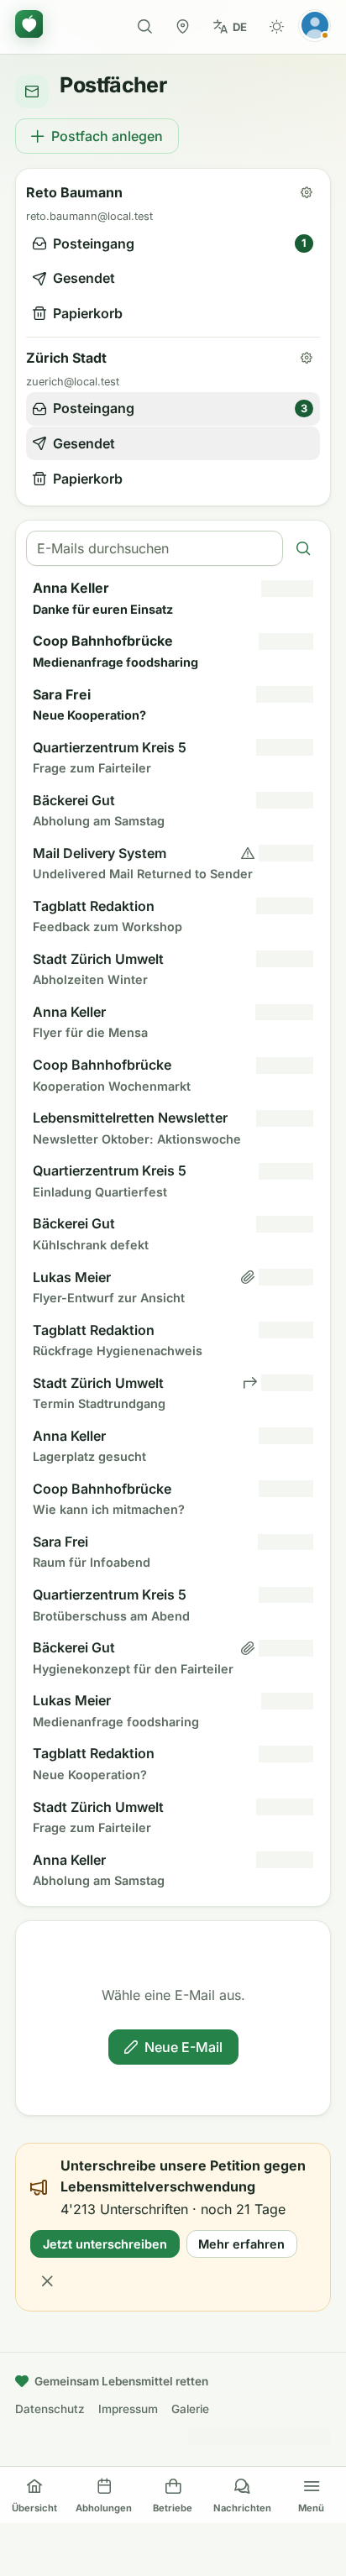 DE
Postfächer
Postfach anlegen
Reto Baumann
reto.baumann@local.test
Posteingang 1
Gesendet
Papierkorb
Zürich Stadt
zuerich@local.test
Posteingang 3
Gesendet
Papierkorb
E-Mails durchsuchen
Anna Keller
Danke für euren Einsatz
Coop Bahnhofbrücke
Medienanfrage foodsharing
Sara Frei
Neue Kooperation?
Quartierzentrum Kreis 5
Frage zum Fairteiler
Bäckerei Gut
Abholung am Samstag
Mail Delivery System
Undelivered Mail Returned to Sender
Tagblatt Redaktion
Feedback zum Workshop
Stadt Zürich Umwelt
Abholzeiten Winter
Anna Keller
Flyer für die Mensa
Coop Bahnhofbrücke
Kooperation Wochenmarkt
Lebensmittelretten Newsletter
Newsletter Oktober: Aktionswoche
Quartierzentrum Kreis 5
Einladung Quartierfest
Bäckerei Gut
Kühlschrank defekt
Lukas Meier
Flyer-Entwurf zur Ansicht
Tagblatt Redaktion
Rückfrage Hygienenachweis
Stadt Zürich Umwelt
Termin Stadtrundgang
Anna Keller
Lagerplatz gesucht
Coop Bahnhofbrücke
Wie kann ich mitmachen?
Sara Frei
Raum für Infoabend
Quartierzentrum Kreis 5
Brotüberschuss am Abend
Bäckerei Gut
Hygienekonzept für den Fairteiler
Lukas Meier
Medienanfrage foodsharing
Tagblatt Redaktion
Neue Kooperation?
Stadt Zürich Umwelt
Frage zum Fairteiler
Anna Keller
Abholung am Samstag
Wähle eine E-Mail aus.
Neue E-Mail
Unterschreibe unsere Petition gegen
Lebensmittelverschwendung
4'213 Unterschriften · noch 21 Tage
Jetzt unterschreiben Mehr erfahren
Gemeinsam Lebensmittel retten
Datenschutz Impressum Galerie
Übersicht Abholungen Betriebe Nachrichten Menü